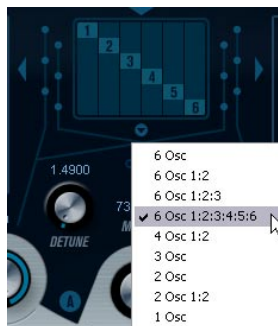 1
2
3
4
5
6
1.4900
73
DETUNE
M
A
6 Osc
6 Osc 1:2
6 Osc 1:2:3
6 Osc 1:2:3:4:5:6
4 Osc 1:2
3 Osc
2 Osc
2 Osc 1:2
1 Osc